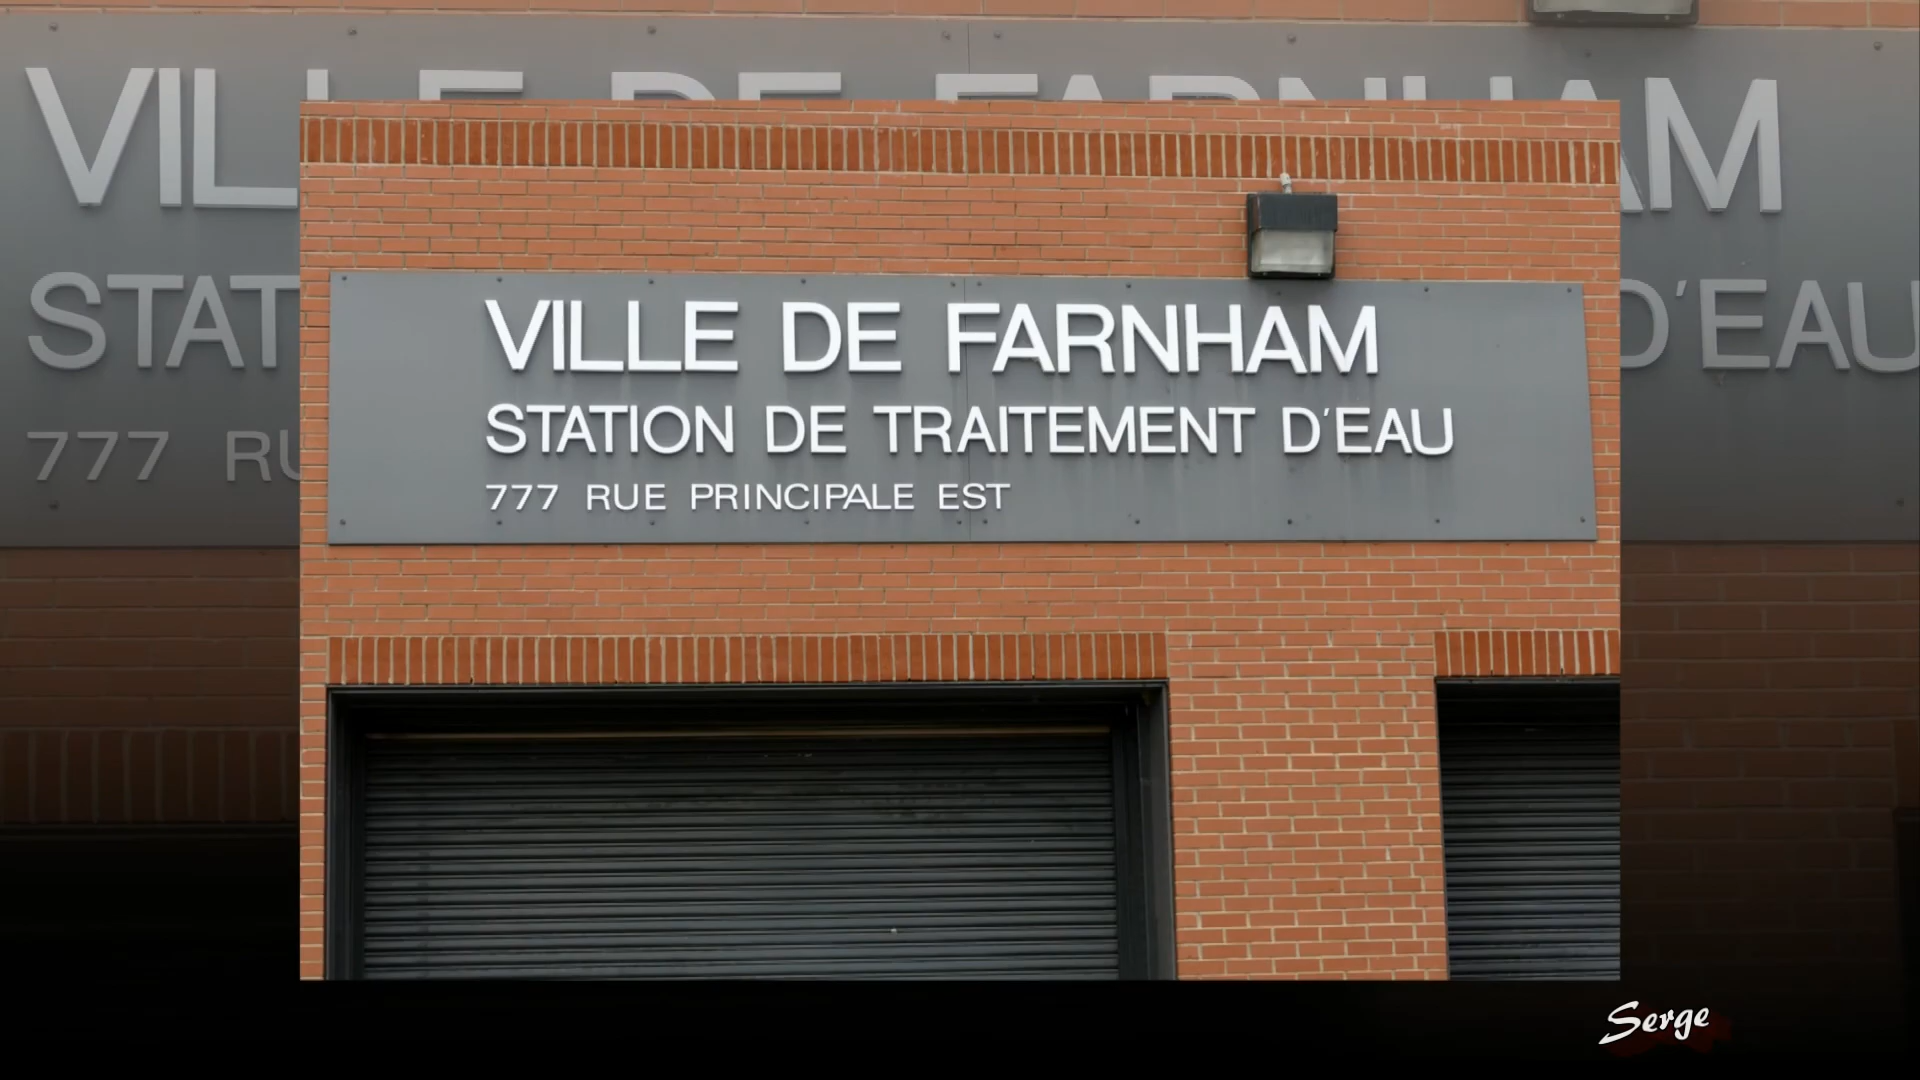 VILLE DE FARNHAM
STATION DE TRAITEMENT D'EAU
777 RUE PRINCIPALE EST
Serge